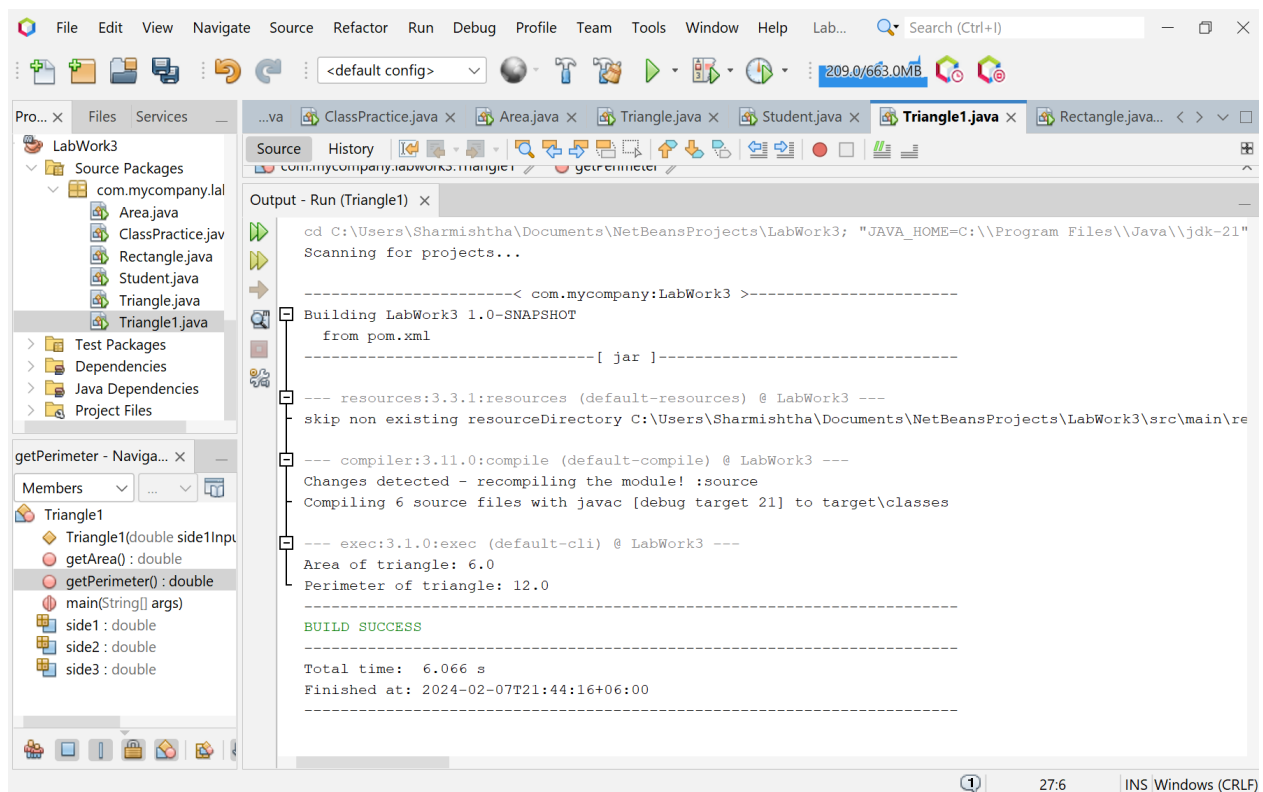 File Edit View Navigate Source Refactor Run Debug Profile Team Tools Window Help Lab... Search (Ctrl+I)
<default config> 209.0/663.0MB
Pro... Files Services
...va ClassPractice.java Area.java Triangle.java Student.java Triangle1.java Rectangle.java...
LabWork3
Source Packages
com.mycompany.lal
Area.java
ClassPractice.jav
Rectangle.java
Student.java
Triangle.java
Triangle1.java
Test Packages
Dependencies
Java Dependencies
Project Files
Source History
com.mycompany.labwork3.Triangle1 getPerimeter
Output - Run (Triangle1)
cd C:\Users\Sharmishtha\Documents\NetBeansProjects\LabWork3; "JAVA_HOME=C:\\Program Files\\Java\\jdk-21"
Scanning for projects...
-----------------------< com.mycompany:LabWork3 >-----------------------
Building LabWork3 1.0-SNAPSHOT
from pom.xml
--------------------------------[ jar ]---------------------------------
--- resources:3.3.1:resources (default-resources) @ LabWork3 ---
skip non existing resourceDirectory C:\Users\Sharmishtha\Documents\NetBeansProjects\LabWork3\src\main\re
--- compiler:3.11.0:compile (default-compile) @ LabWork3 ---
Changes detected - recompiling the module! :source
Compiling 6 source files with javac [debug target 21] to target\classes
--- exec:3.1.0:exec (default-cli) @ LabWork3 ---
Area of triangle: 6.0
Perimeter of triangle: 12.0
------------------------------------------------------------------------
BUILD SUCCESS
------------------------------------------------------------------------
Total time:  6.066 s
Finished at: 2024-02-07T21:44:16+06:00
------------------------------------------------------------------------
getPerimeter - Naviga...
Members ...
Triangle1
Triangle1(double side1Inpu
getArea() : double
getPerimeter() : double
main(String[] args)
side1 : double
side2 : double
side3 : double
1 27:6 INS Windows (CRLF)